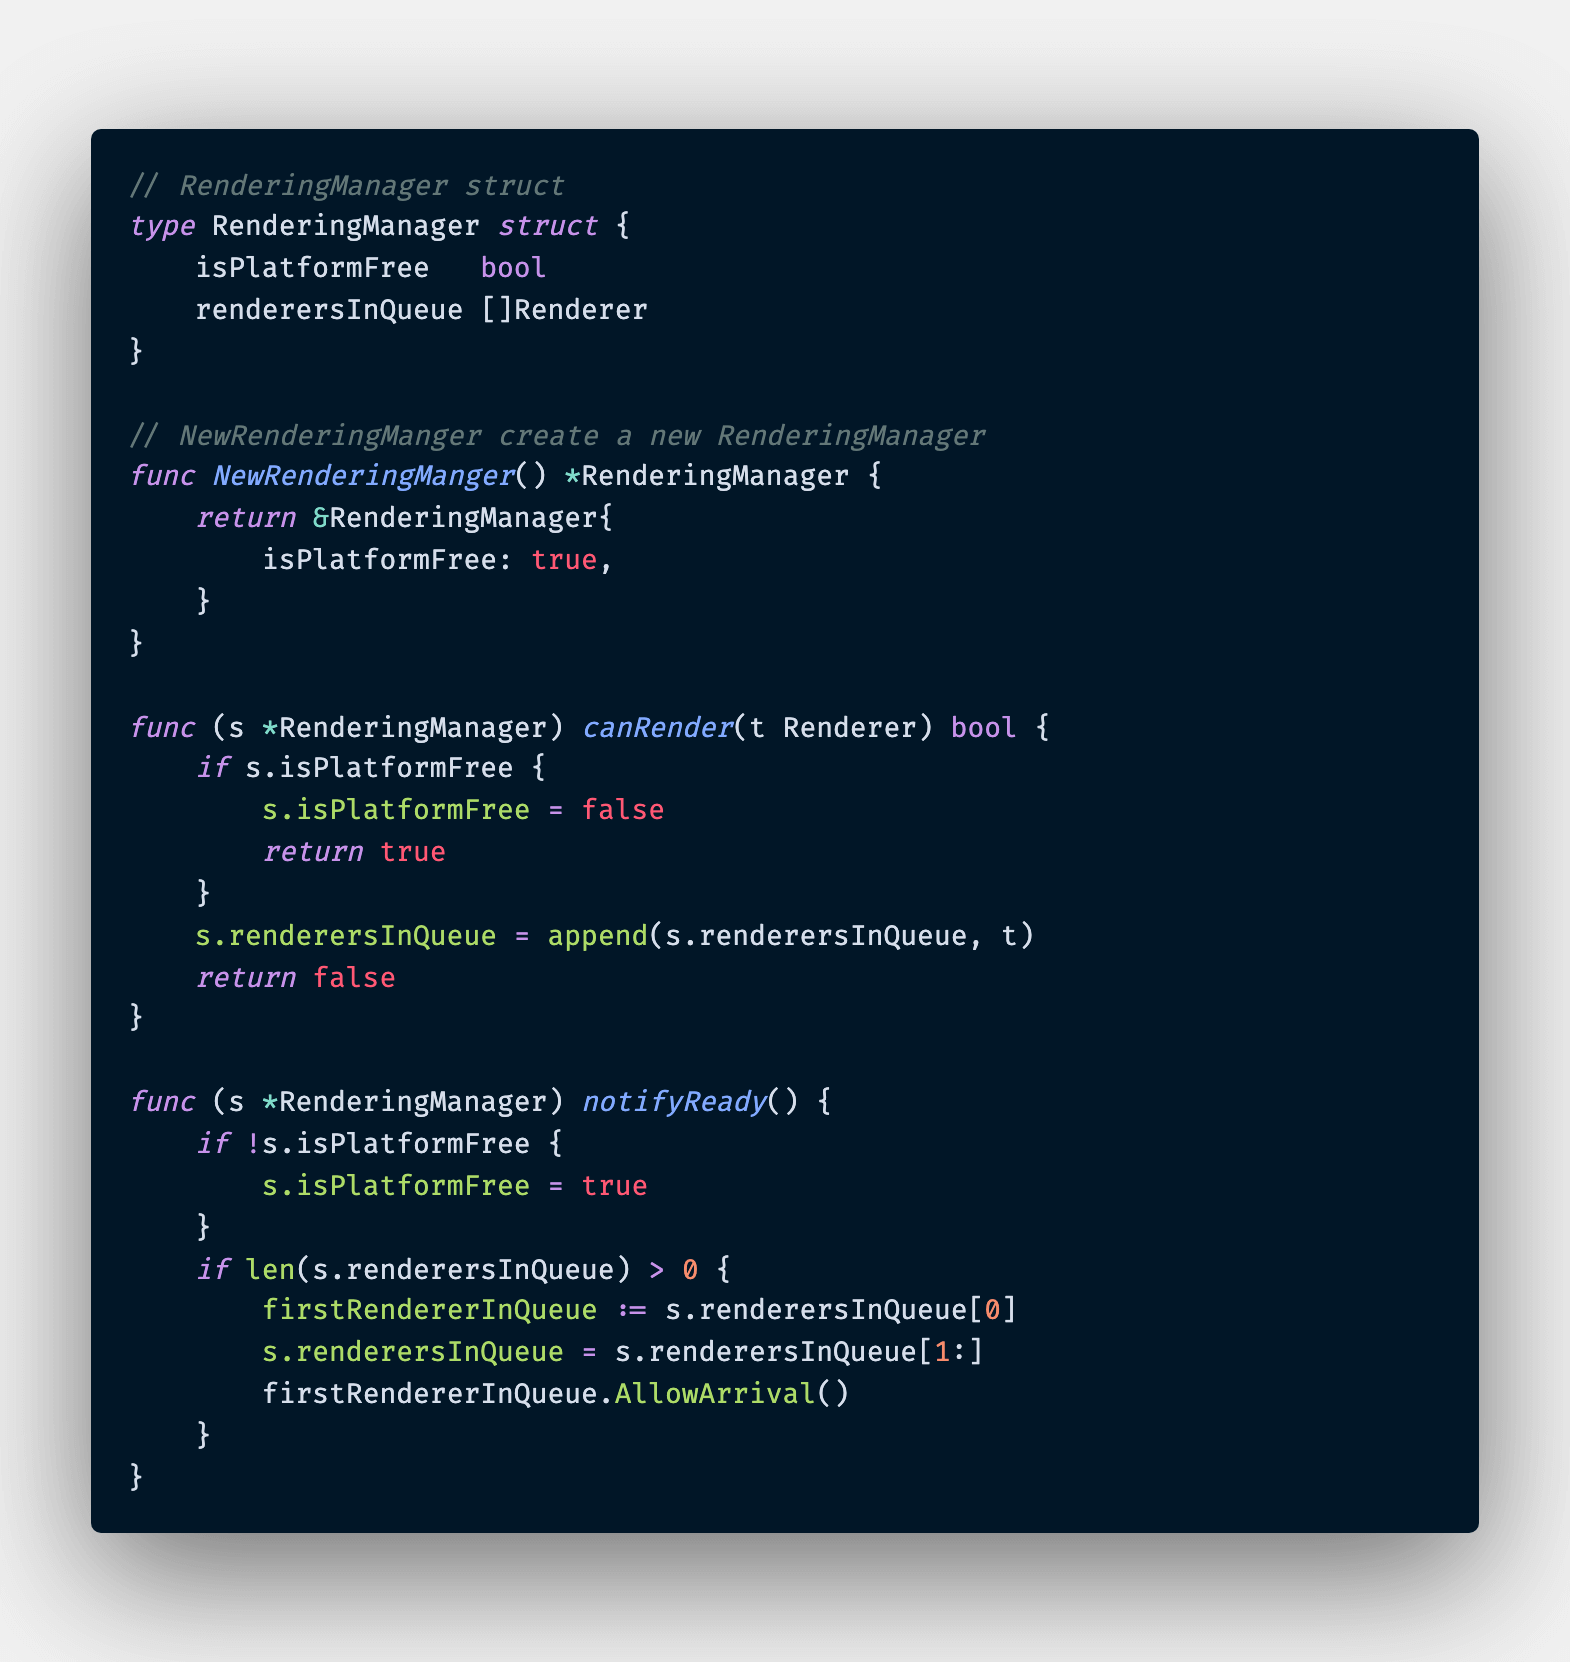 // RenderingManager struct
type RenderingManager struct {
    isPlatformFree   bool
    renderersInQueue []Renderer
}

// NewRenderingManger create a new RenderingManager
func NewRenderingManger() *RenderingManager {
    return &RenderingManager{
        isPlatformFree: true,
    }
}

func (s *RenderingManager) canRender(t Renderer) bool {
    if s.isPlatformFree {
        s.isPlatformFree = false
        return true
    }
    s.renderersInQueue = append(s.renderersInQueue, t)
    return false
}

func (s *RenderingManager) notifyReady() {
    if !s.isPlatformFree {
        s.isPlatformFree = true
    }
    if len(s.renderersInQueue) > 0 {
        firstRendererInQueue := s.renderersInQueue[0]
        s.renderersInQueue = s.renderersInQueue[1:]
        firstRendererInQueue.AllowArrival()
    }
}